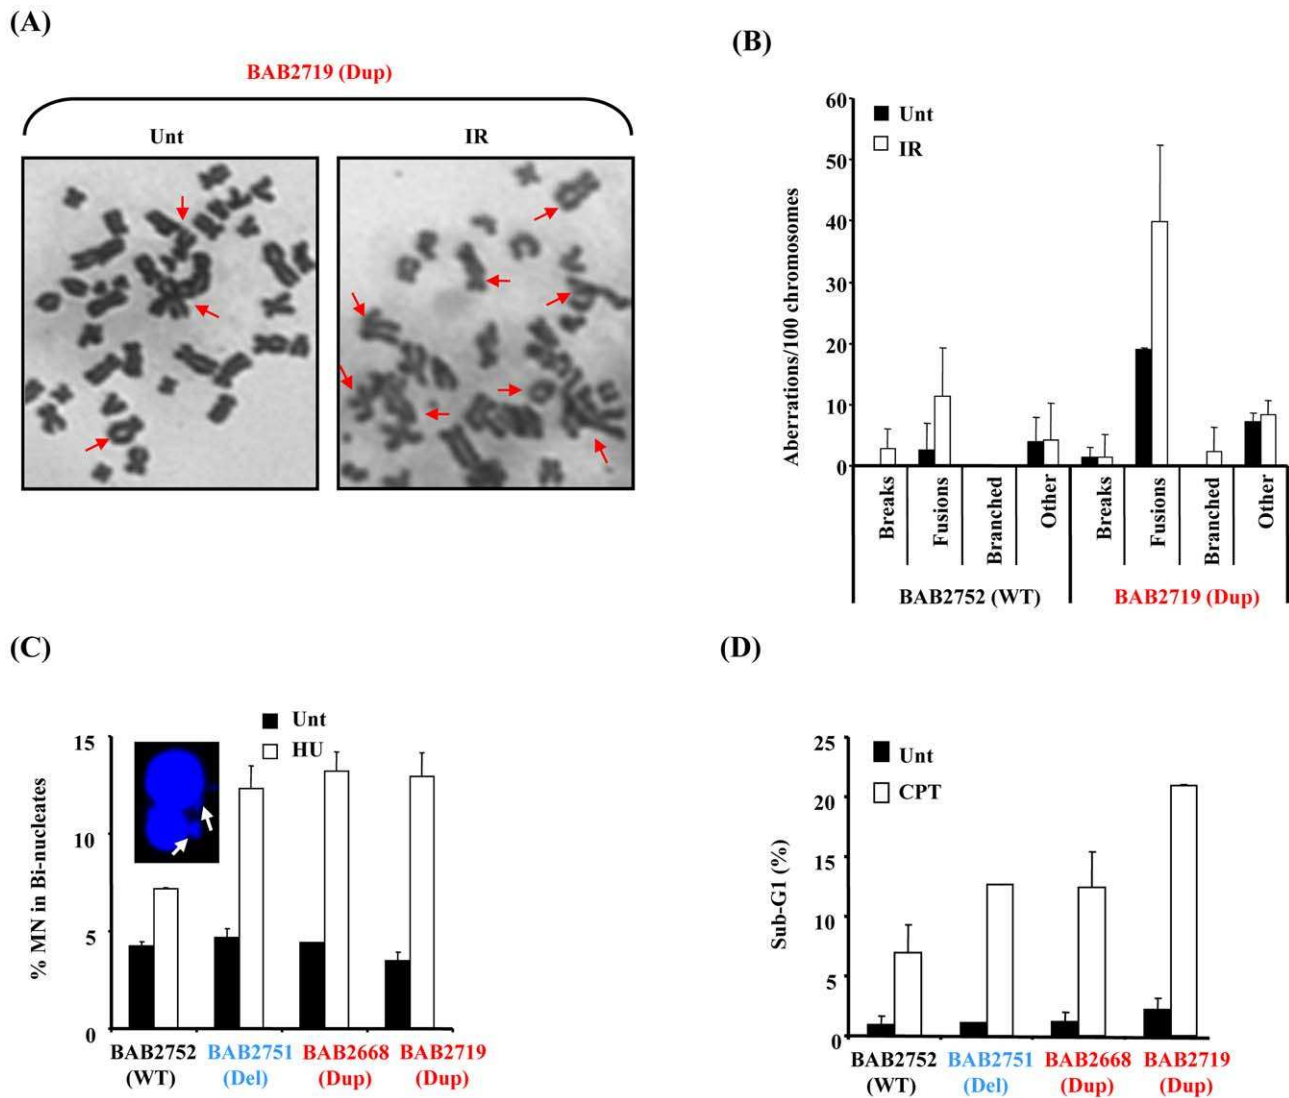 (A)
BAB2719 (Dup)
Unt
IR
(B)
Aberrations/100 chromosomes
60
50
40
30
20
10
0
Unt
IR
Breaks
Fusions
Branched
Other
Breaks
Fusions
Branched
Other
BAB2752 (WT)
BAB2719 (Dup)
(C)
% MN in Bi-nucleates
15
10
5
0
Unt
HU
BAB2752 BAB2751 BAB2668 BAB2719
(WT) (Del) (Dup) (Dup)
(D)
Sub-G1 (%)
25
20
15
10
5
0
Unt
CPT
BAB2752 BAB2751 BAB2668 BAB2719
(WT) (Del) (Dup) (Dup)